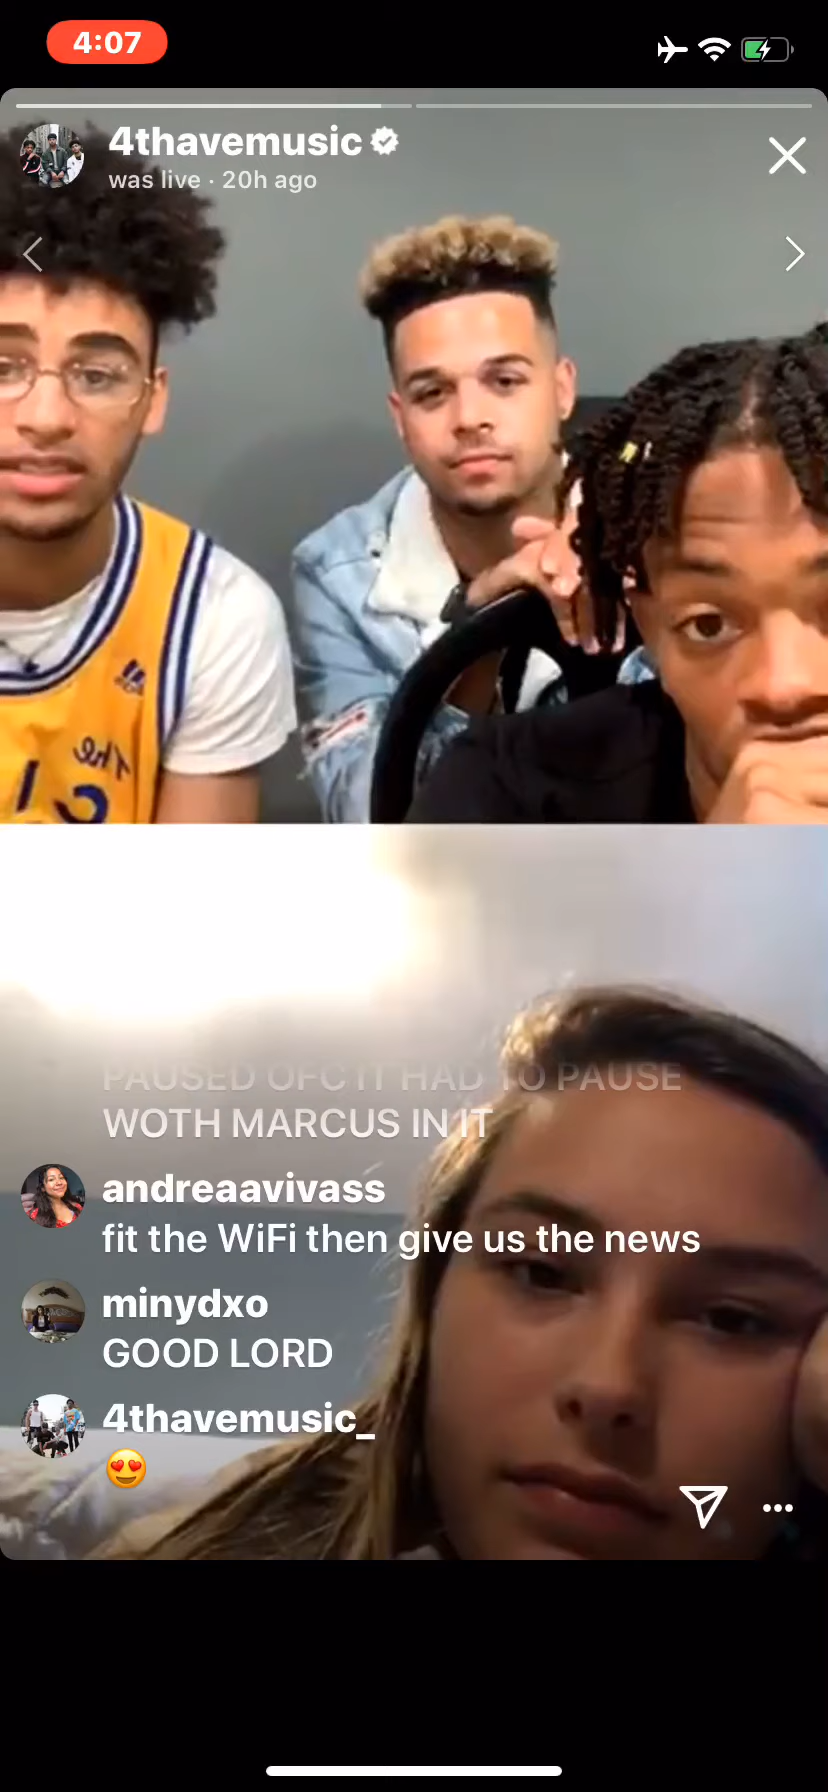 4:07
4thavemusic
was live · 20h ago
PAUSED OFC IT HAD TO PAUSE
WOTH MARCUS IN IT
andreaavivass
fit the WiFi then give us the news
minydxo
GOOD LORD
4thavemusic_
😍